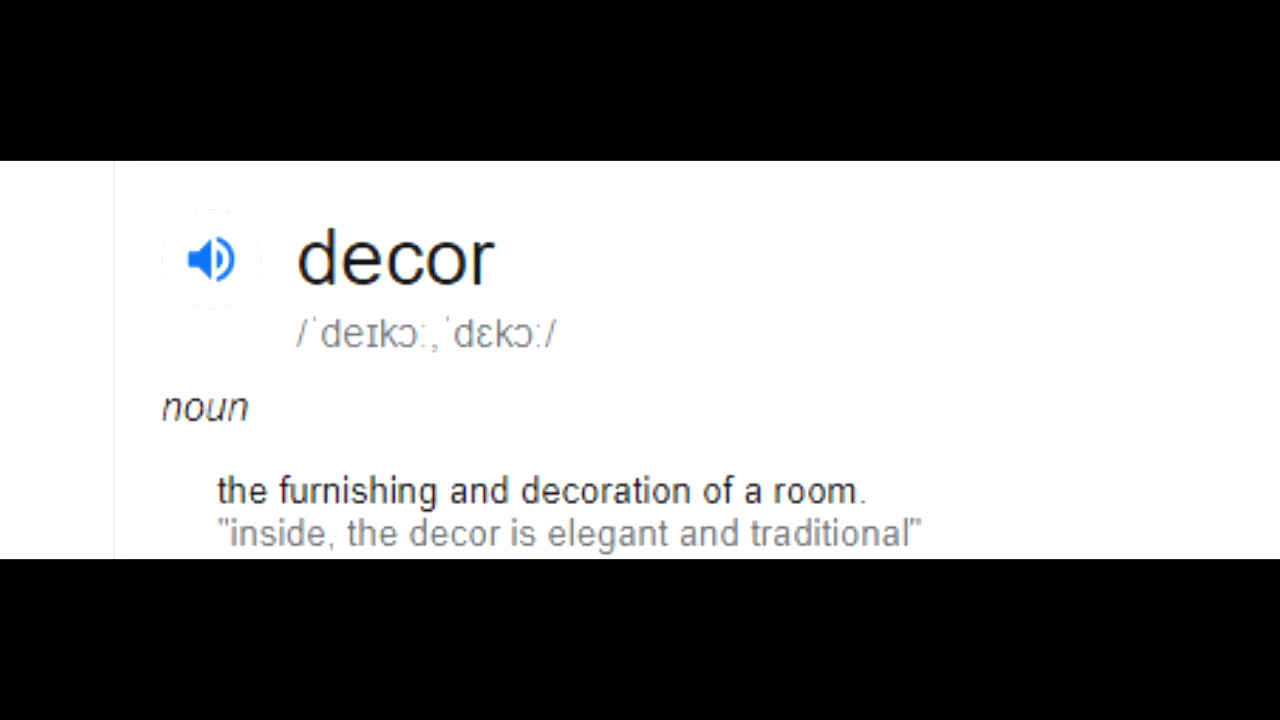 decor
/ˈdeɪkɔː,ˈdɛkɔː/
noun
the furnishing and decoration of a room.
"inside, the decor is elegant and traditional"